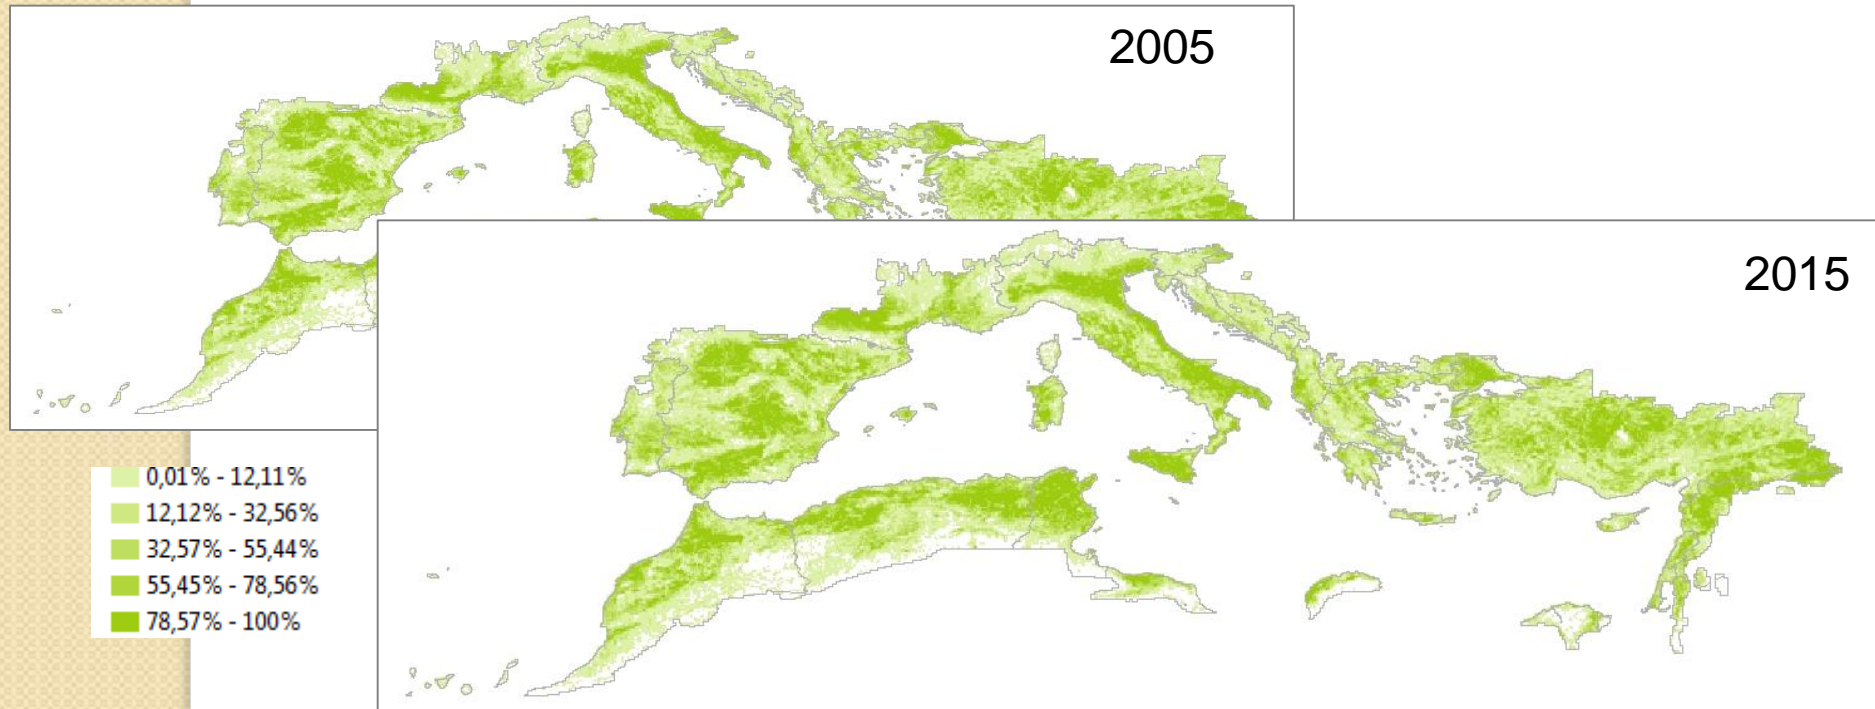 2005
2015
0,01% - 12,11%
12,12% - 32,56%
32,57% - 55,44%
55,45% - 78,56%
78,57% - 100%